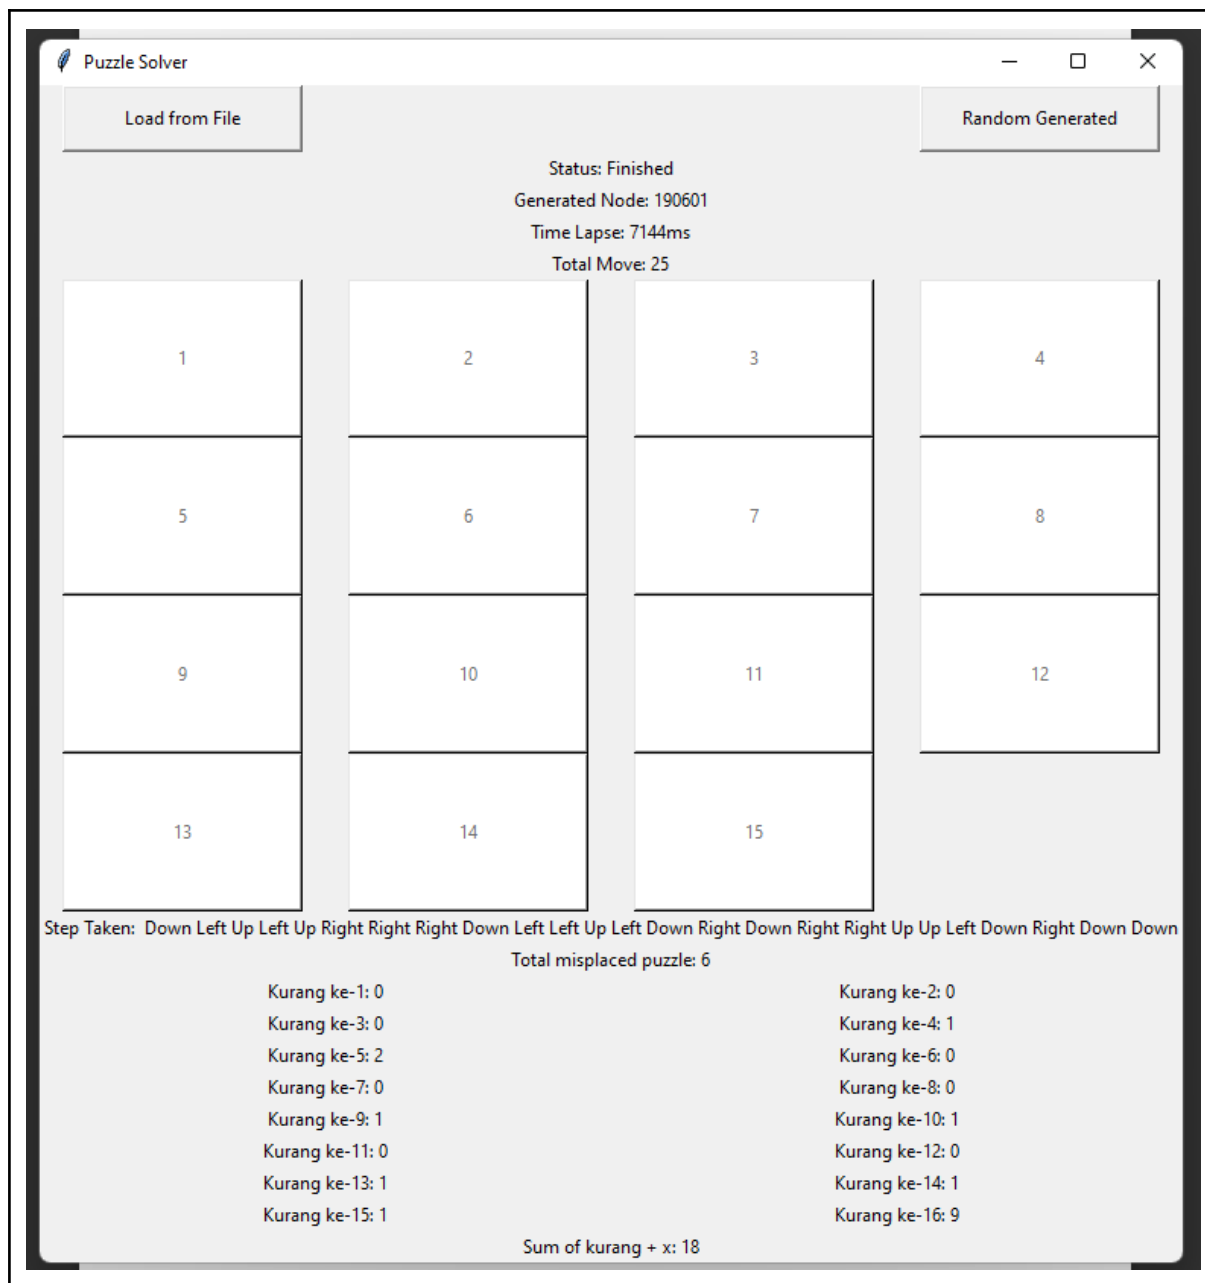 Puzzle Solver
Load from File Random Generated
Status: Finished
Generated Node: 190601
Time Lapse: 7144ms
Total Move: 25
1 2 3 4
5 6 7 8
9 10 11 12
13 14 15
Step Taken: Down Left Up Left Up Right Right Right Down Left Left Up Left Down Right Down Right Right Up Up Left Down Right Down Down
Total misplaced puzzle: 6
Kurang ke-1: 0 Kurang ke-2: 0
Kurang ke-3: 0 Kurang ke-4: 1
Kurang ke-5: 2 Kurang ke-6: 0
Kurang ke-7: 0 Kurang ke-8: 0
Kurang ke-9: 1 Kurang ke-10: 1
Kurang ke-11: 0 Kurang ke-12: 0
Kurang ke-13: 1 Kurang ke-14: 1
Kurang ke-15: 1 Kurang ke-16: 9
Sum of kurang + x: 18